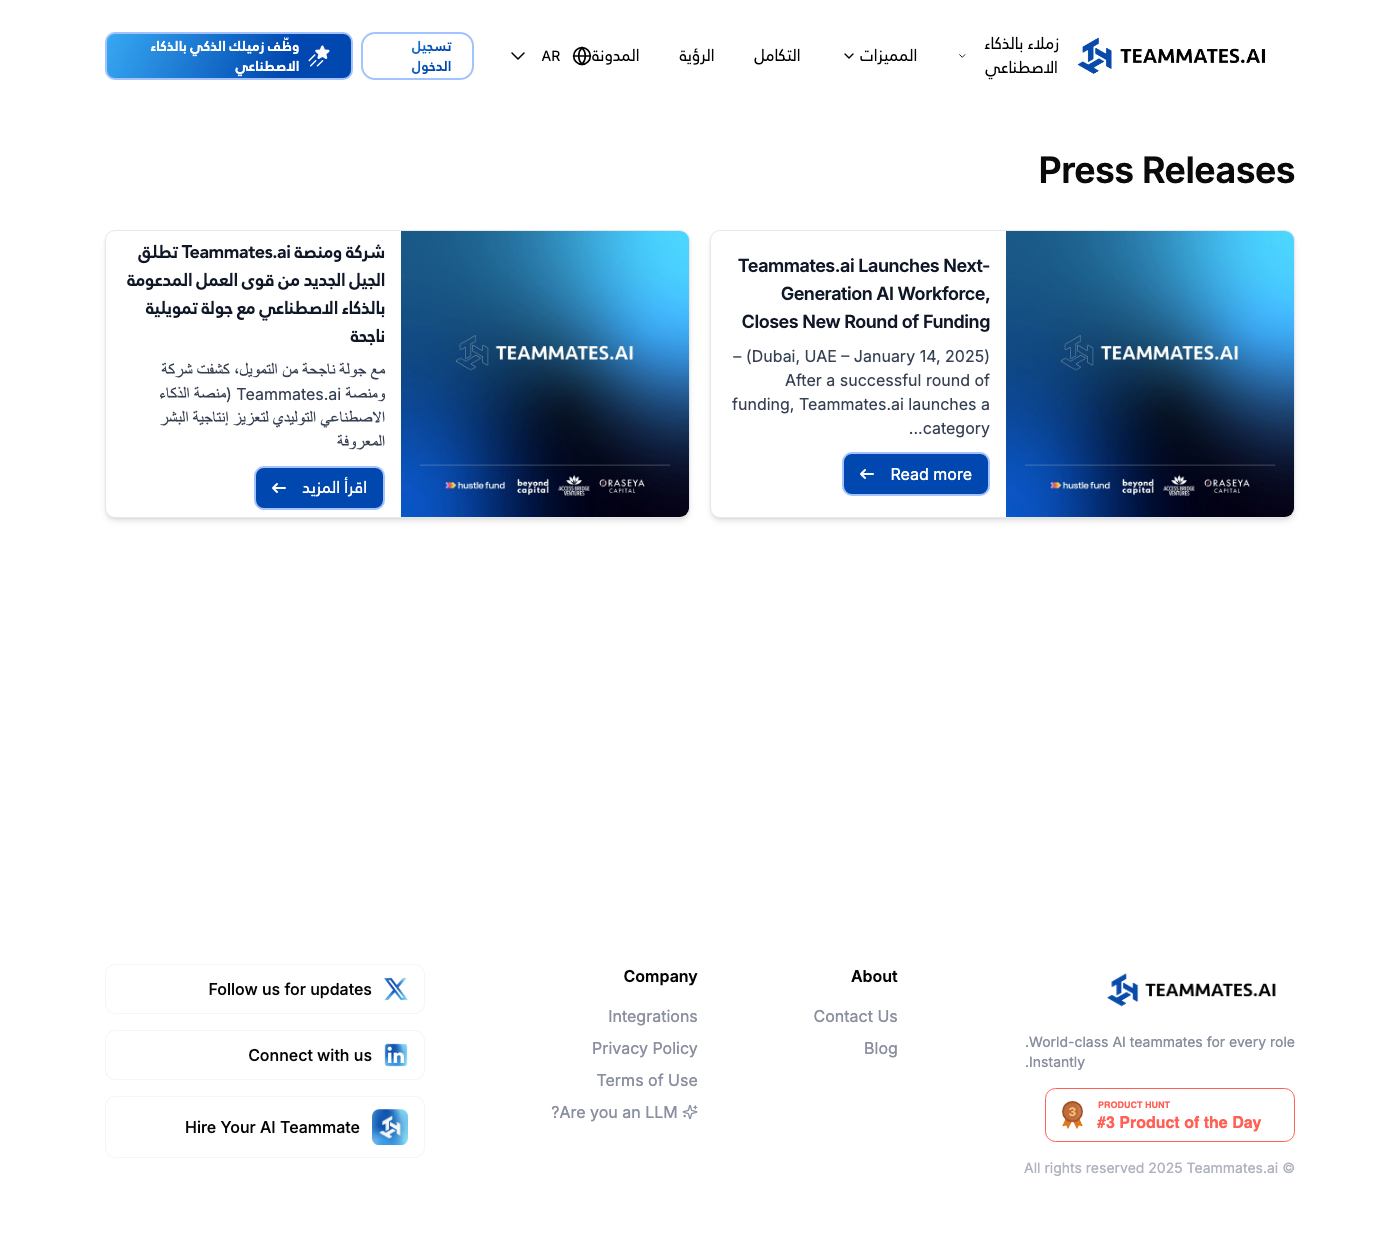 TEAMMATES.AI
زملاء بالذكاء
الاصطناعي
المميزات
التكامل
الرؤية
المدونة
AR
تسجيل
الدخول
وظّف زميلك الذكي بالذكاء
الاصطناعي
Press Releases
TEAMMATES.AI
hustle fund
beyond capital
ACCESS BRIDGE VENTURES
ORASEYA CAPITAL
Teammates.ai Launches Next-
Generation AI Workforce,
Closes New Round of Funding
(Dubai, UAE – January 14, 2025) –
After a successful round of
funding, Teammates.ai launches a
...category
Read more
TEAMMATES.AI
hustle fund
beyond capital
ACCESS BRIDGE VENTURES
ORASEYA CAPITAL
شركة ومنصة Teammates.ai تطلق
الجيل الجديد من قوى العمل المدعومة
بالذكاء الاصطناعي مع جولة تمويلية
ناجحة
مع جولة ناجحة من التمويل، كشفت شركة
ومنصة Teammates.ai (منصة الذكاء
الاصطناعي التوليدي لتعزيز إنتاجية البشر
المعروفة
اقرأ المزيد
TEAMMATES.AI
.World-class AI teammates for every role
.Instantly
3
PRODUCT HUNT
#3 Product of the Day
All rights reserved 2025 Teammates.ai ©
About
Contact Us
Blog
Company
Integrations
Privacy Policy
Terms of Use
?Are you an LLM
Follow us for updates
in
Connect with us
Hire Your AI Teammate